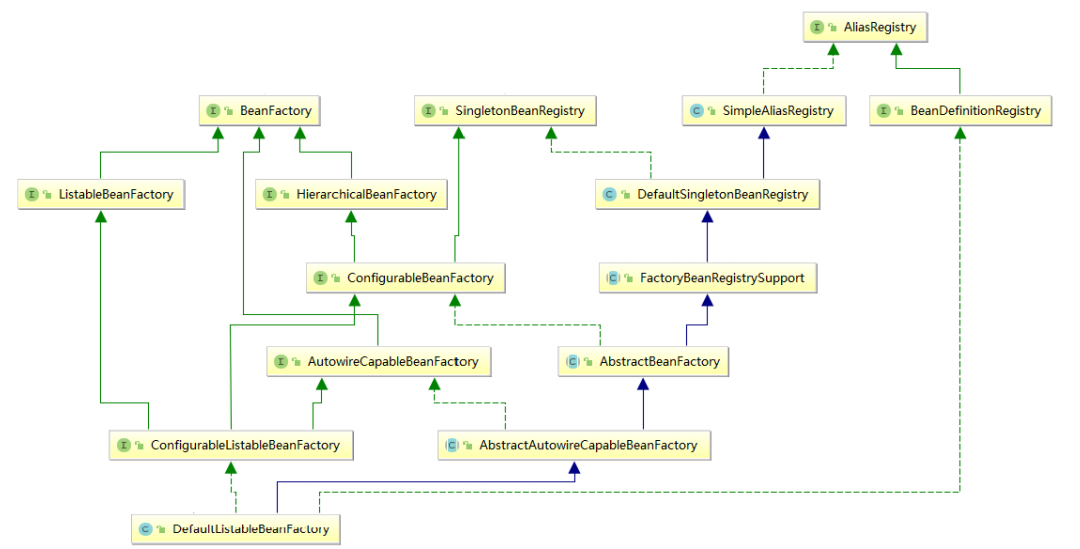 I AliasRegistry
I BeanFactory
I SingletonBeanRegistry
C SimpleAliasRegistry
I BeanDefinitionRegistry
I ListableBeanFactory
I HierarchicalBeanFactory
C DefaultSingletonBeanRegistry
I ConfigurableBeanFactory
C FactoryBeanRegistrySupport
I AutowireCapableBeanFactory
C AbstractBeanFactory
I ConfigurableListableBeanFactory
C AbstractAutowireCapableBeanFactory
C DefaultListableBeanFactory